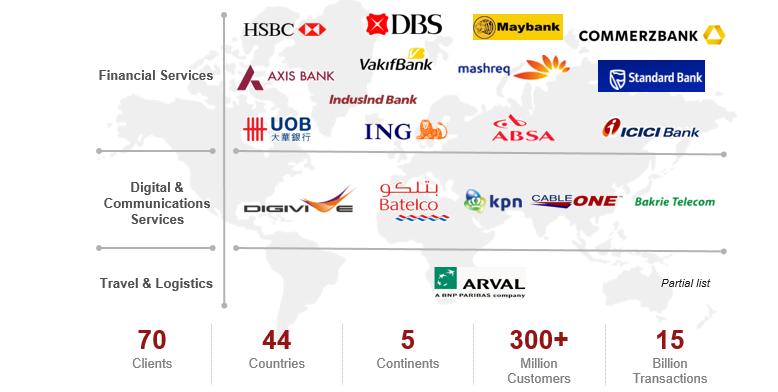 HSBC
DBS
Maybank
COMMERZBANK
Financial Services
AXIS BANK
VakıfBank
mashreq
Standard Bank
IndusInd Bank
UOB
大華銀行
ING
ABSA
ICICI Bank
Digital &
Communications
Services
DIGIVIVE
بتلكو
Batelco
kpn
CABLE ONE™
Bakrie Telecom
Travel & Logistics
ARVAL
A BNP PARIBAS company
Partial list
70
Clients
44
Countries
5
Continents
300+
Million
Customers
15
Billion
Transactions